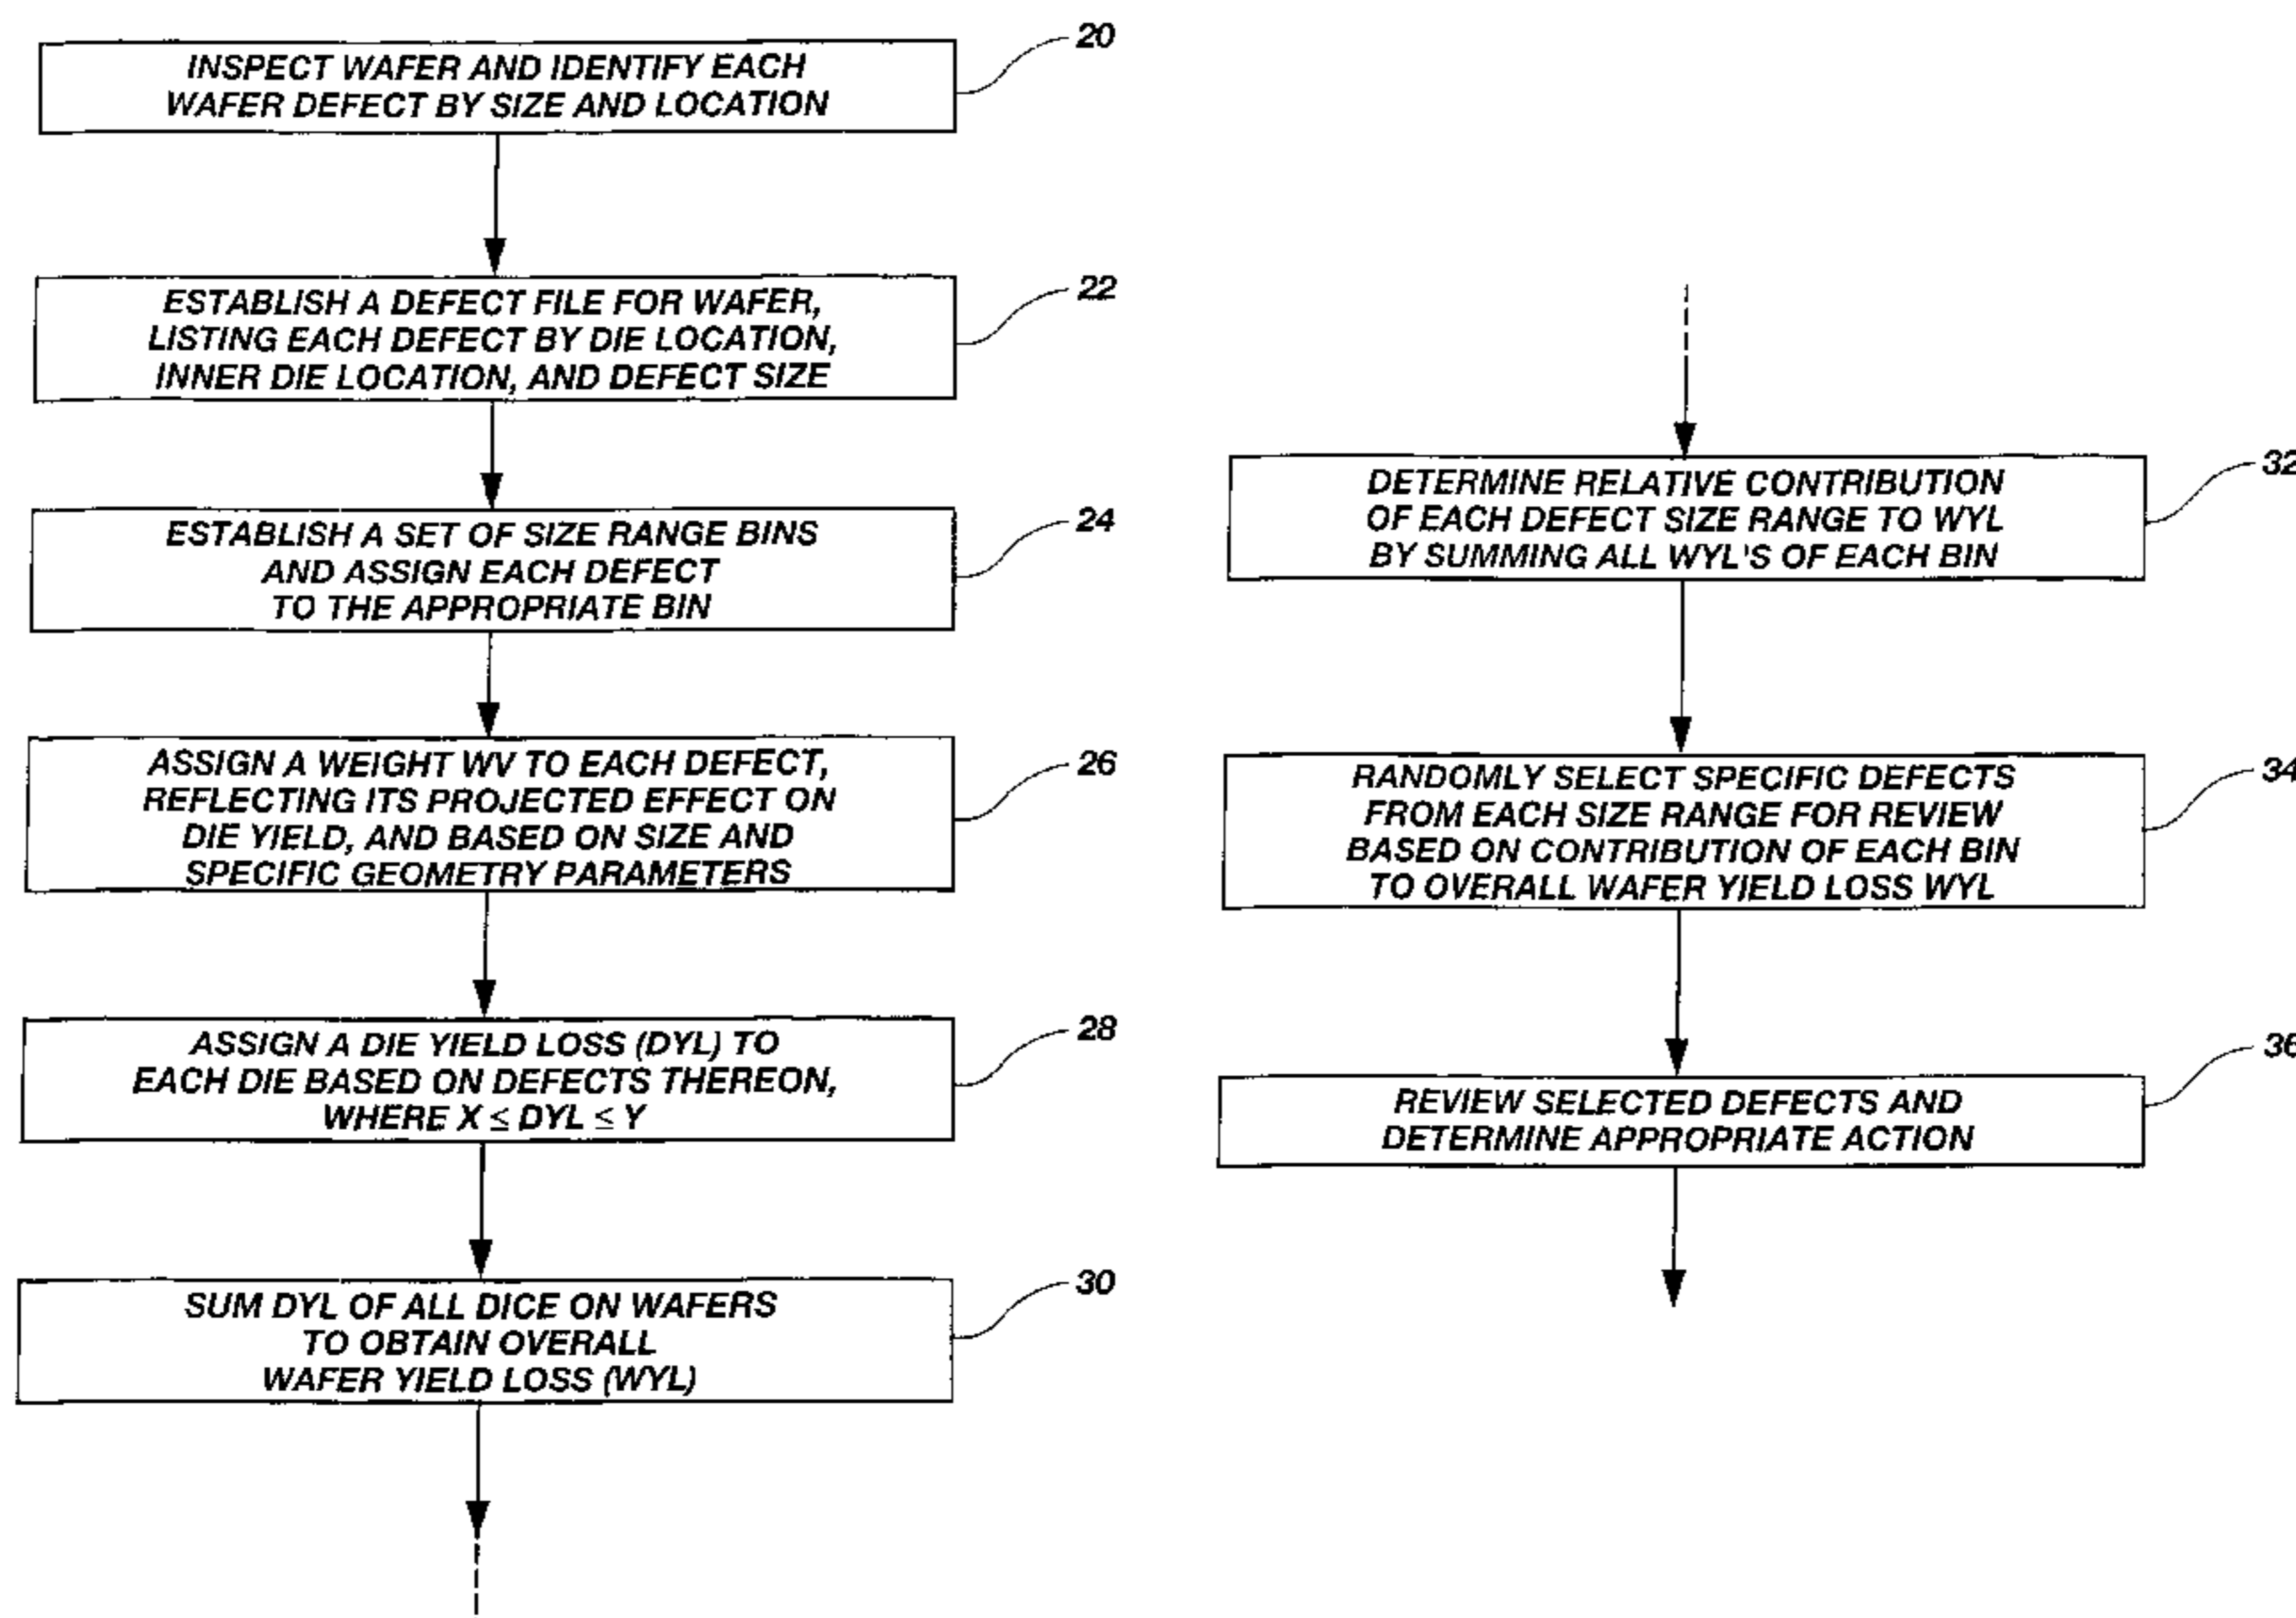 20
INSPECT WAFER AND IDENTIFY EACH
WAFER DEFECT BY SIZE AND LOCATION
22
ESTABLISH A DEFECT FILE FOR WAFER,
LISTING EACH DEFECT BY DIE LOCATION,
INNER DIE LOCATION, AND DEFECT SIZE
24
ESTABLISH A SET OF SIZE RANGE BINS
AND ASSIGN EACH DEFECT
TO THE APPROPRIATE BIN
26
ASSIGN A WEIGHT WV TO EACH DEFECT,
REFLECTING ITS PROJECTED EFFECT ON
DIE YIELD, AND BASED ON SIZE AND
SPECIFIC GEOMETRY PARAMETERS
28
ASSIGN A DIE YIELD LOSS (DYL) TO
EACH DIE BASED ON DEFECTS THEREON,
WHERE X ≤ DYL ≤ Y
30
SUM DYL OF ALL DICE ON WAFERS
TO OBTAIN OVERALL
WAFER YIELD LOSS (WYL)
32
DETERMINE RELATIVE CONTRIBUTION
OF EACH DEFECT SIZE RANGE TO WYL
BY SUMMING ALL WYL'S OF EACH BIN
34
RANDOMLY SELECT SPECIFIC DEFECTS
FROM EACH SIZE RANGE FOR REVIEW
BASED ON CONTRIBUTION OF EACH BIN
TO OVERALL WAFER YIELD LOSS WYL
36
REVIEW SELECTED DEFECTS AND
DETERMINE APPROPRIATE ACTION